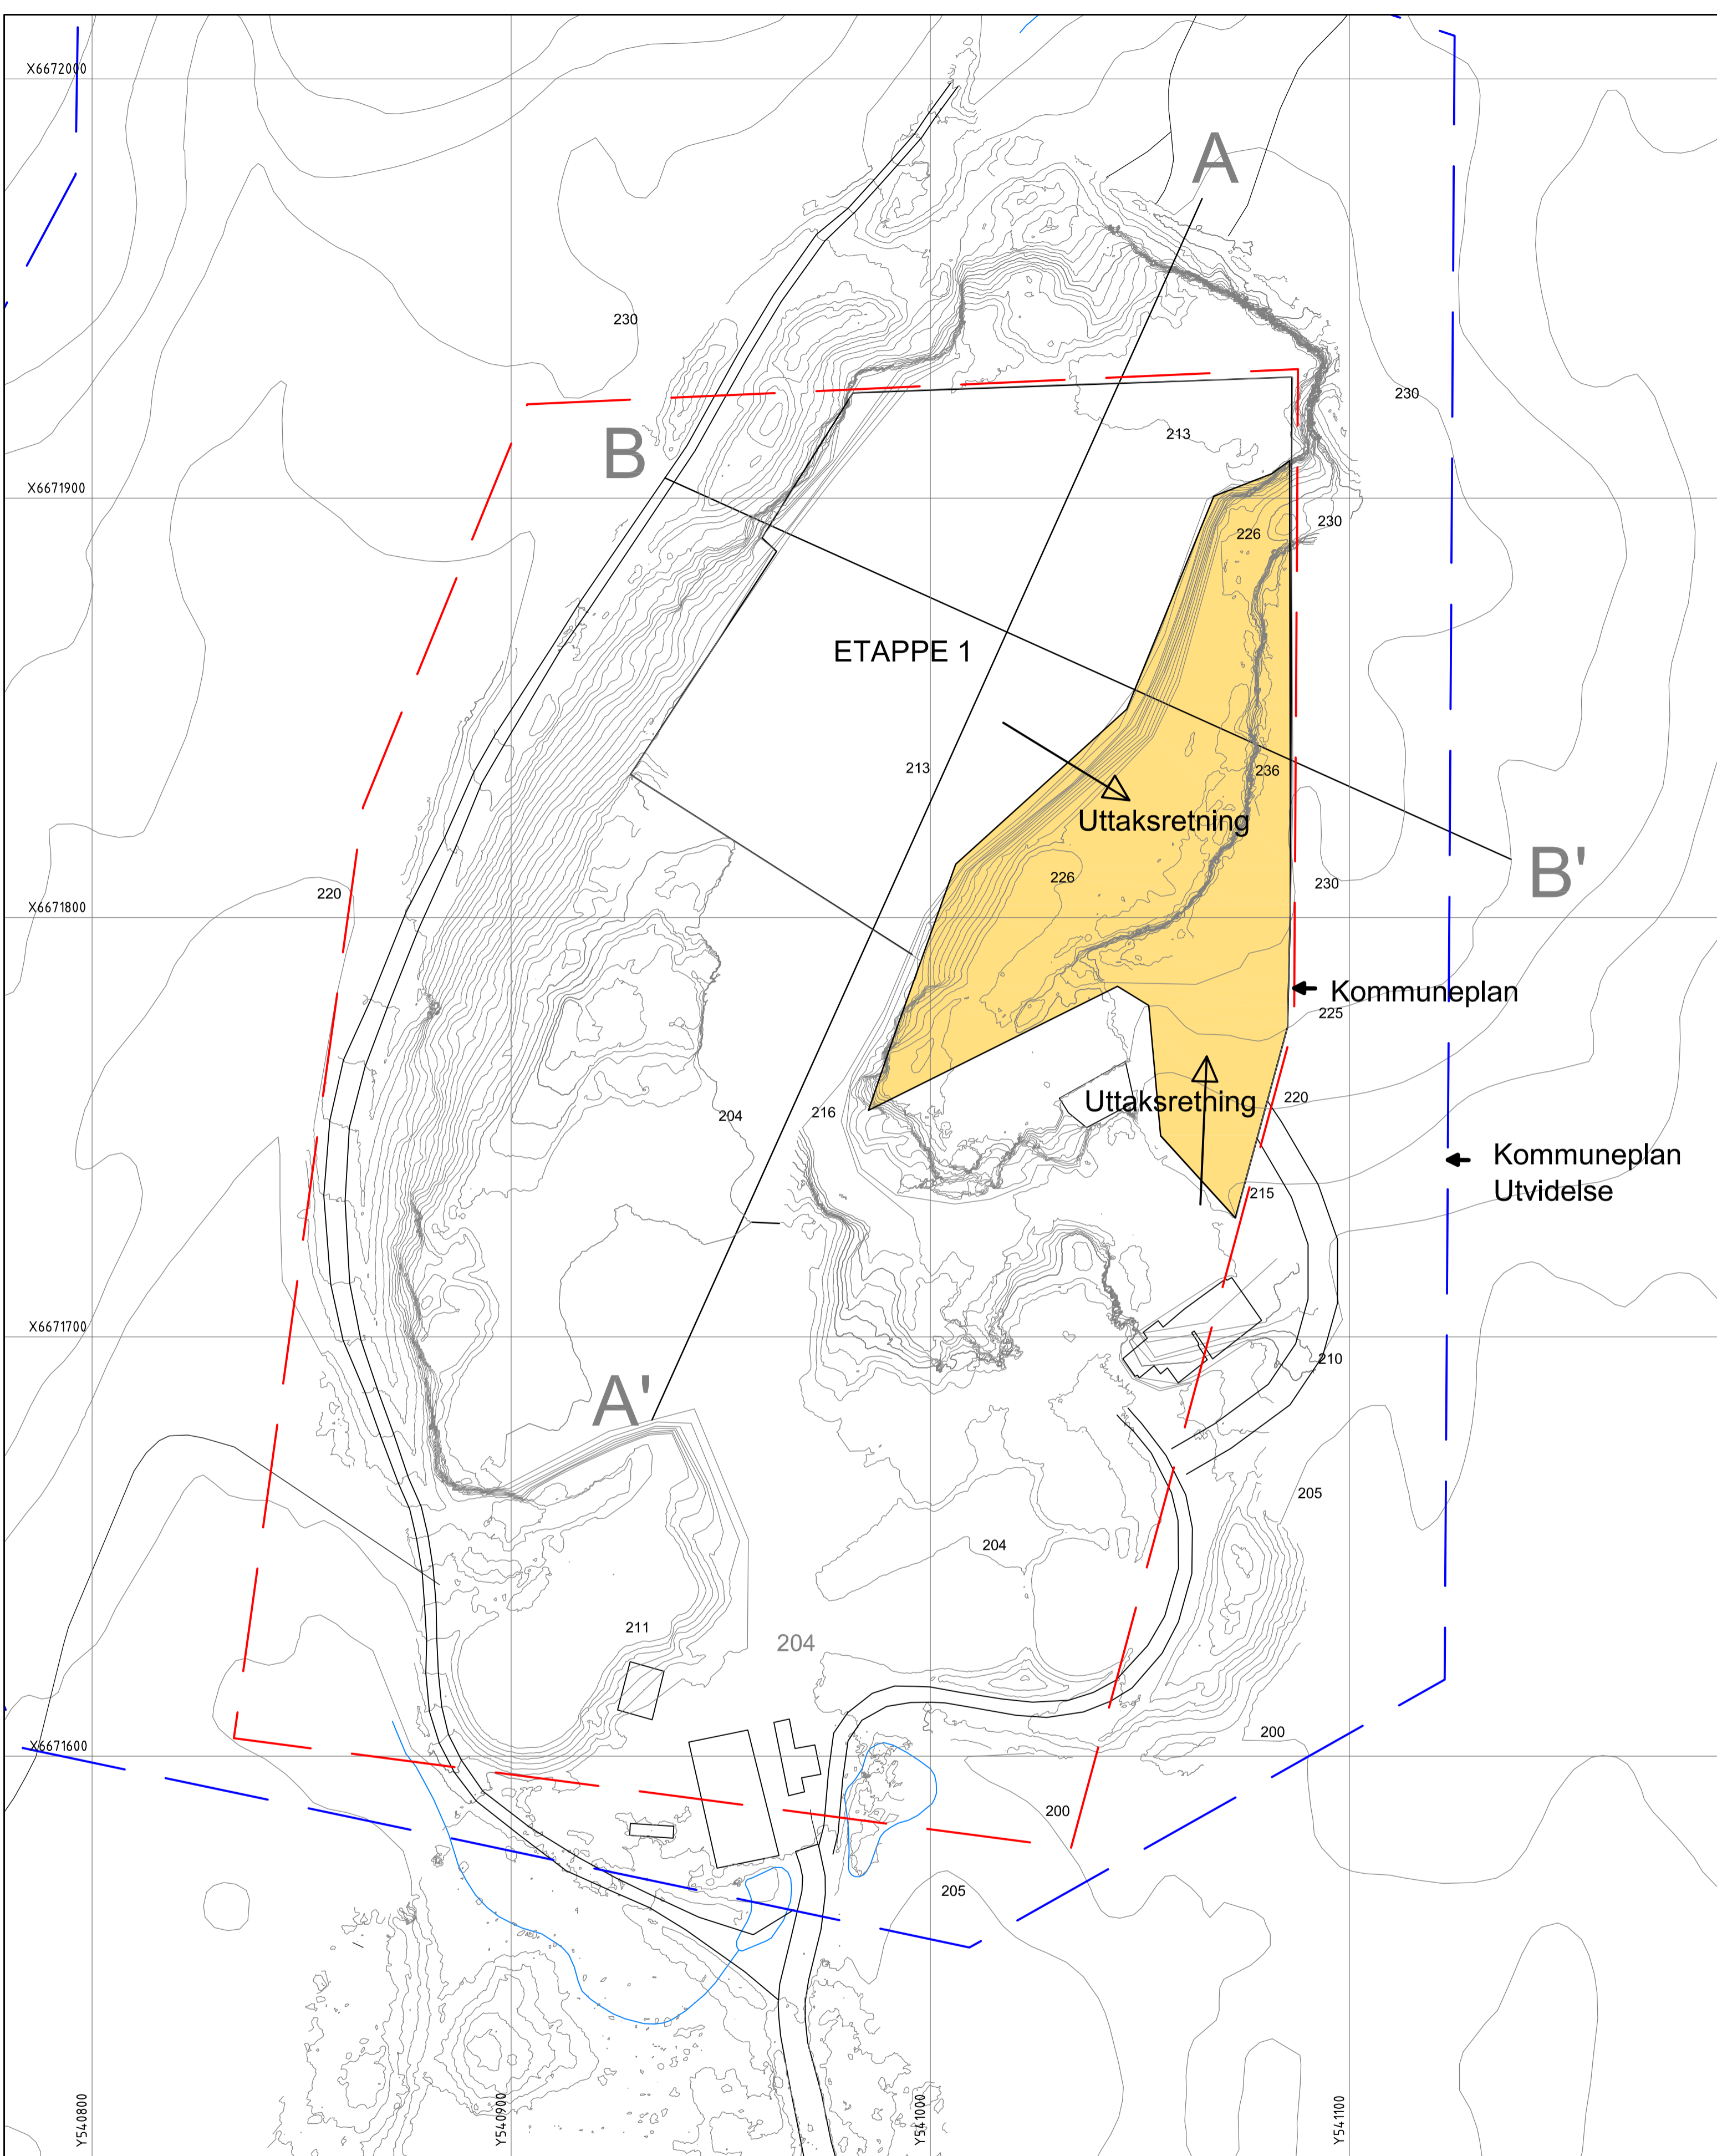 X6672000
A
230
230
213
B
X6671900
230
226
ETAPPE 1
213
236
Uttaksretning
B'
226
230
220
X6671800
Kommuneplan
225
220
Uttaksretning
216
204
Kommuneplan
Utvidelse
215
X6671700
210
A'
205
204
211
204
200
X6671600
200
205
Y540800
Y540900
Y541000
Y541100